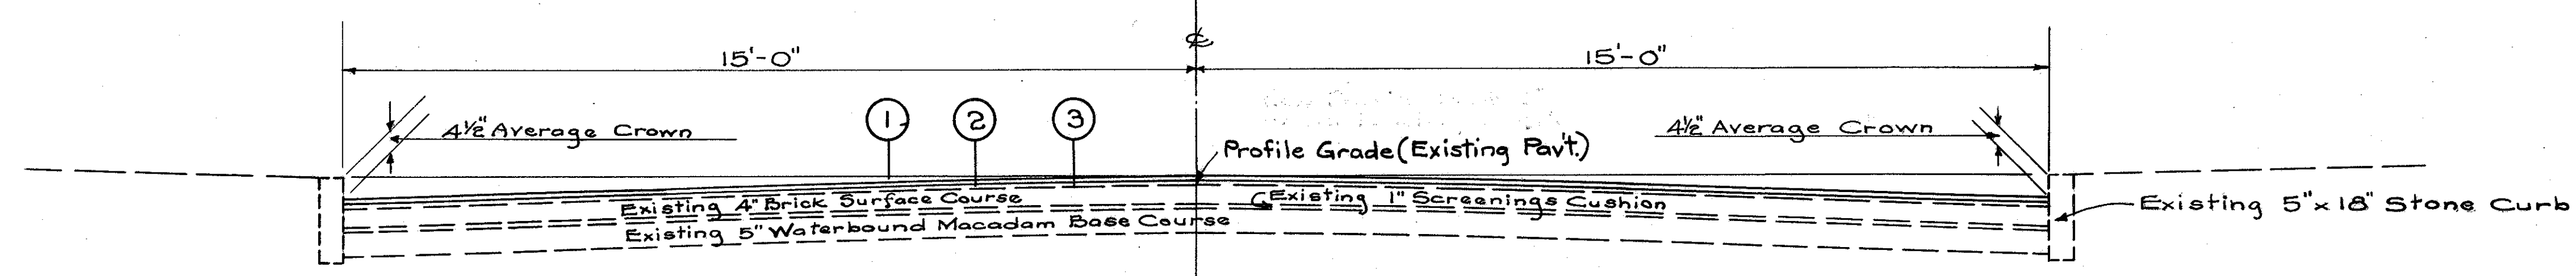 ℄
15'-0"
15'-0"
1
2
3
4½" Average Crown
4½" Average Crown
Profile Grade (Existing Pav't.)
Existing 4" Brick Surface Course
Existing 1" Screenings Cushion
Existing 5"x 18" Stone Curb
Existing 5" Waterbound Macadam Base Course